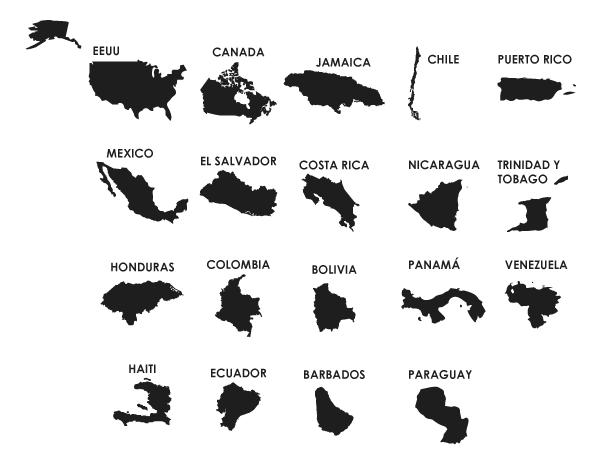 EEUU
CANADA
JAMAICA
CHILE
PUERTO RICO
MEXICO
EL SALVADOR
COSTA RICA
NICARAGUA
TRINIDAD Y
TOBAGO
HONDURAS
COLOMBIA
BOLIVIA
PANAMÁ
VENEZUELA
HAITI
ECUADOR
BARBADOS
PARAGUAY